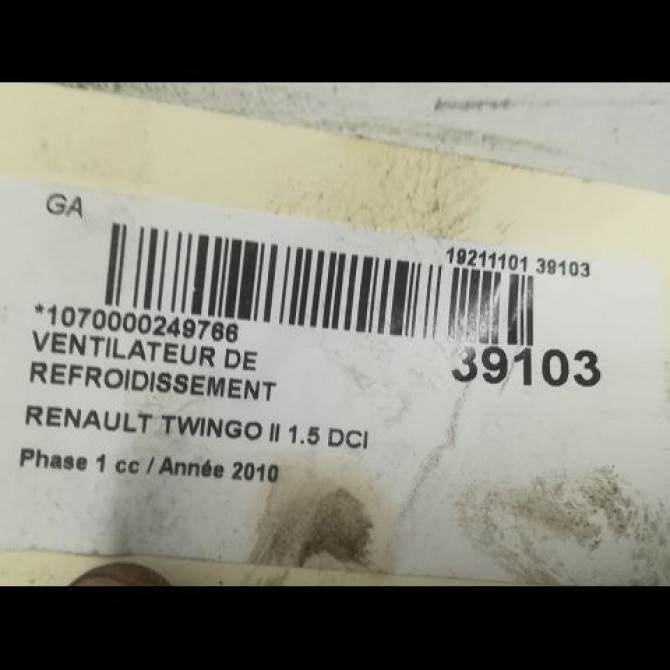 GA
19211101 39103
*1070000249766
39103
VENTILATEUR DE
REFROIDISSEMENT
RENAULT TWINGO II 1.5 DCI
Phase 1 cc / Année 2010